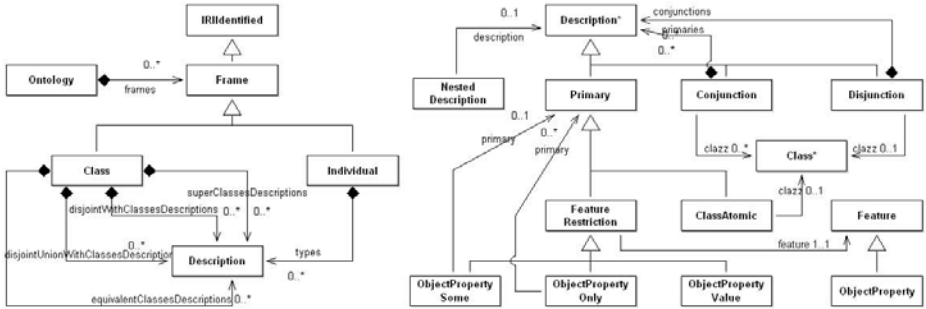 IRIIdentified
Ontology
0..*
frames
Frame
Class
Individual
superClassesDescriptions
disjointWithClassesDescriptions
0..*
0..*
0..*
disjointUnionWithClassesDescription
Description
types
0..*
equivalentClassesDescriptions
0..*
0..1
description
Description*
conjunctions
primaries
0..*
0..*
Nested
Description
Primary
Conjunction
Disjunction
0..1
primary
0..*
primary
clazz 0..*
Class*
clazz 0..1
clazz 0..1
Feature
Restriction
ClassAtomic
Feature
feature 1..1
ObjectProperty
Some
ObjectProperty
Only
ObjectProperty
Value
ObjectProperty